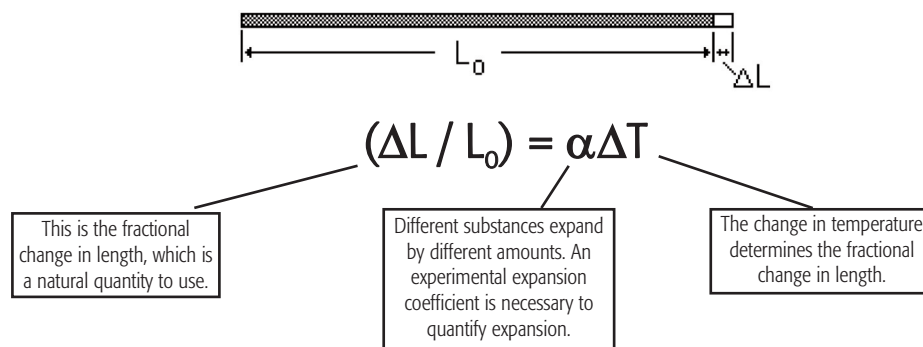 L₀
ΔL
(ΔL / L₀) = αΔT
This is the fractional
change in length, which is
a natural quantity to use.
Different substances expand
by different amounts. An
experimental expansion
coefficient is necessary to
quantify expansion.
The change in temperature
determines the fractional
change in length.